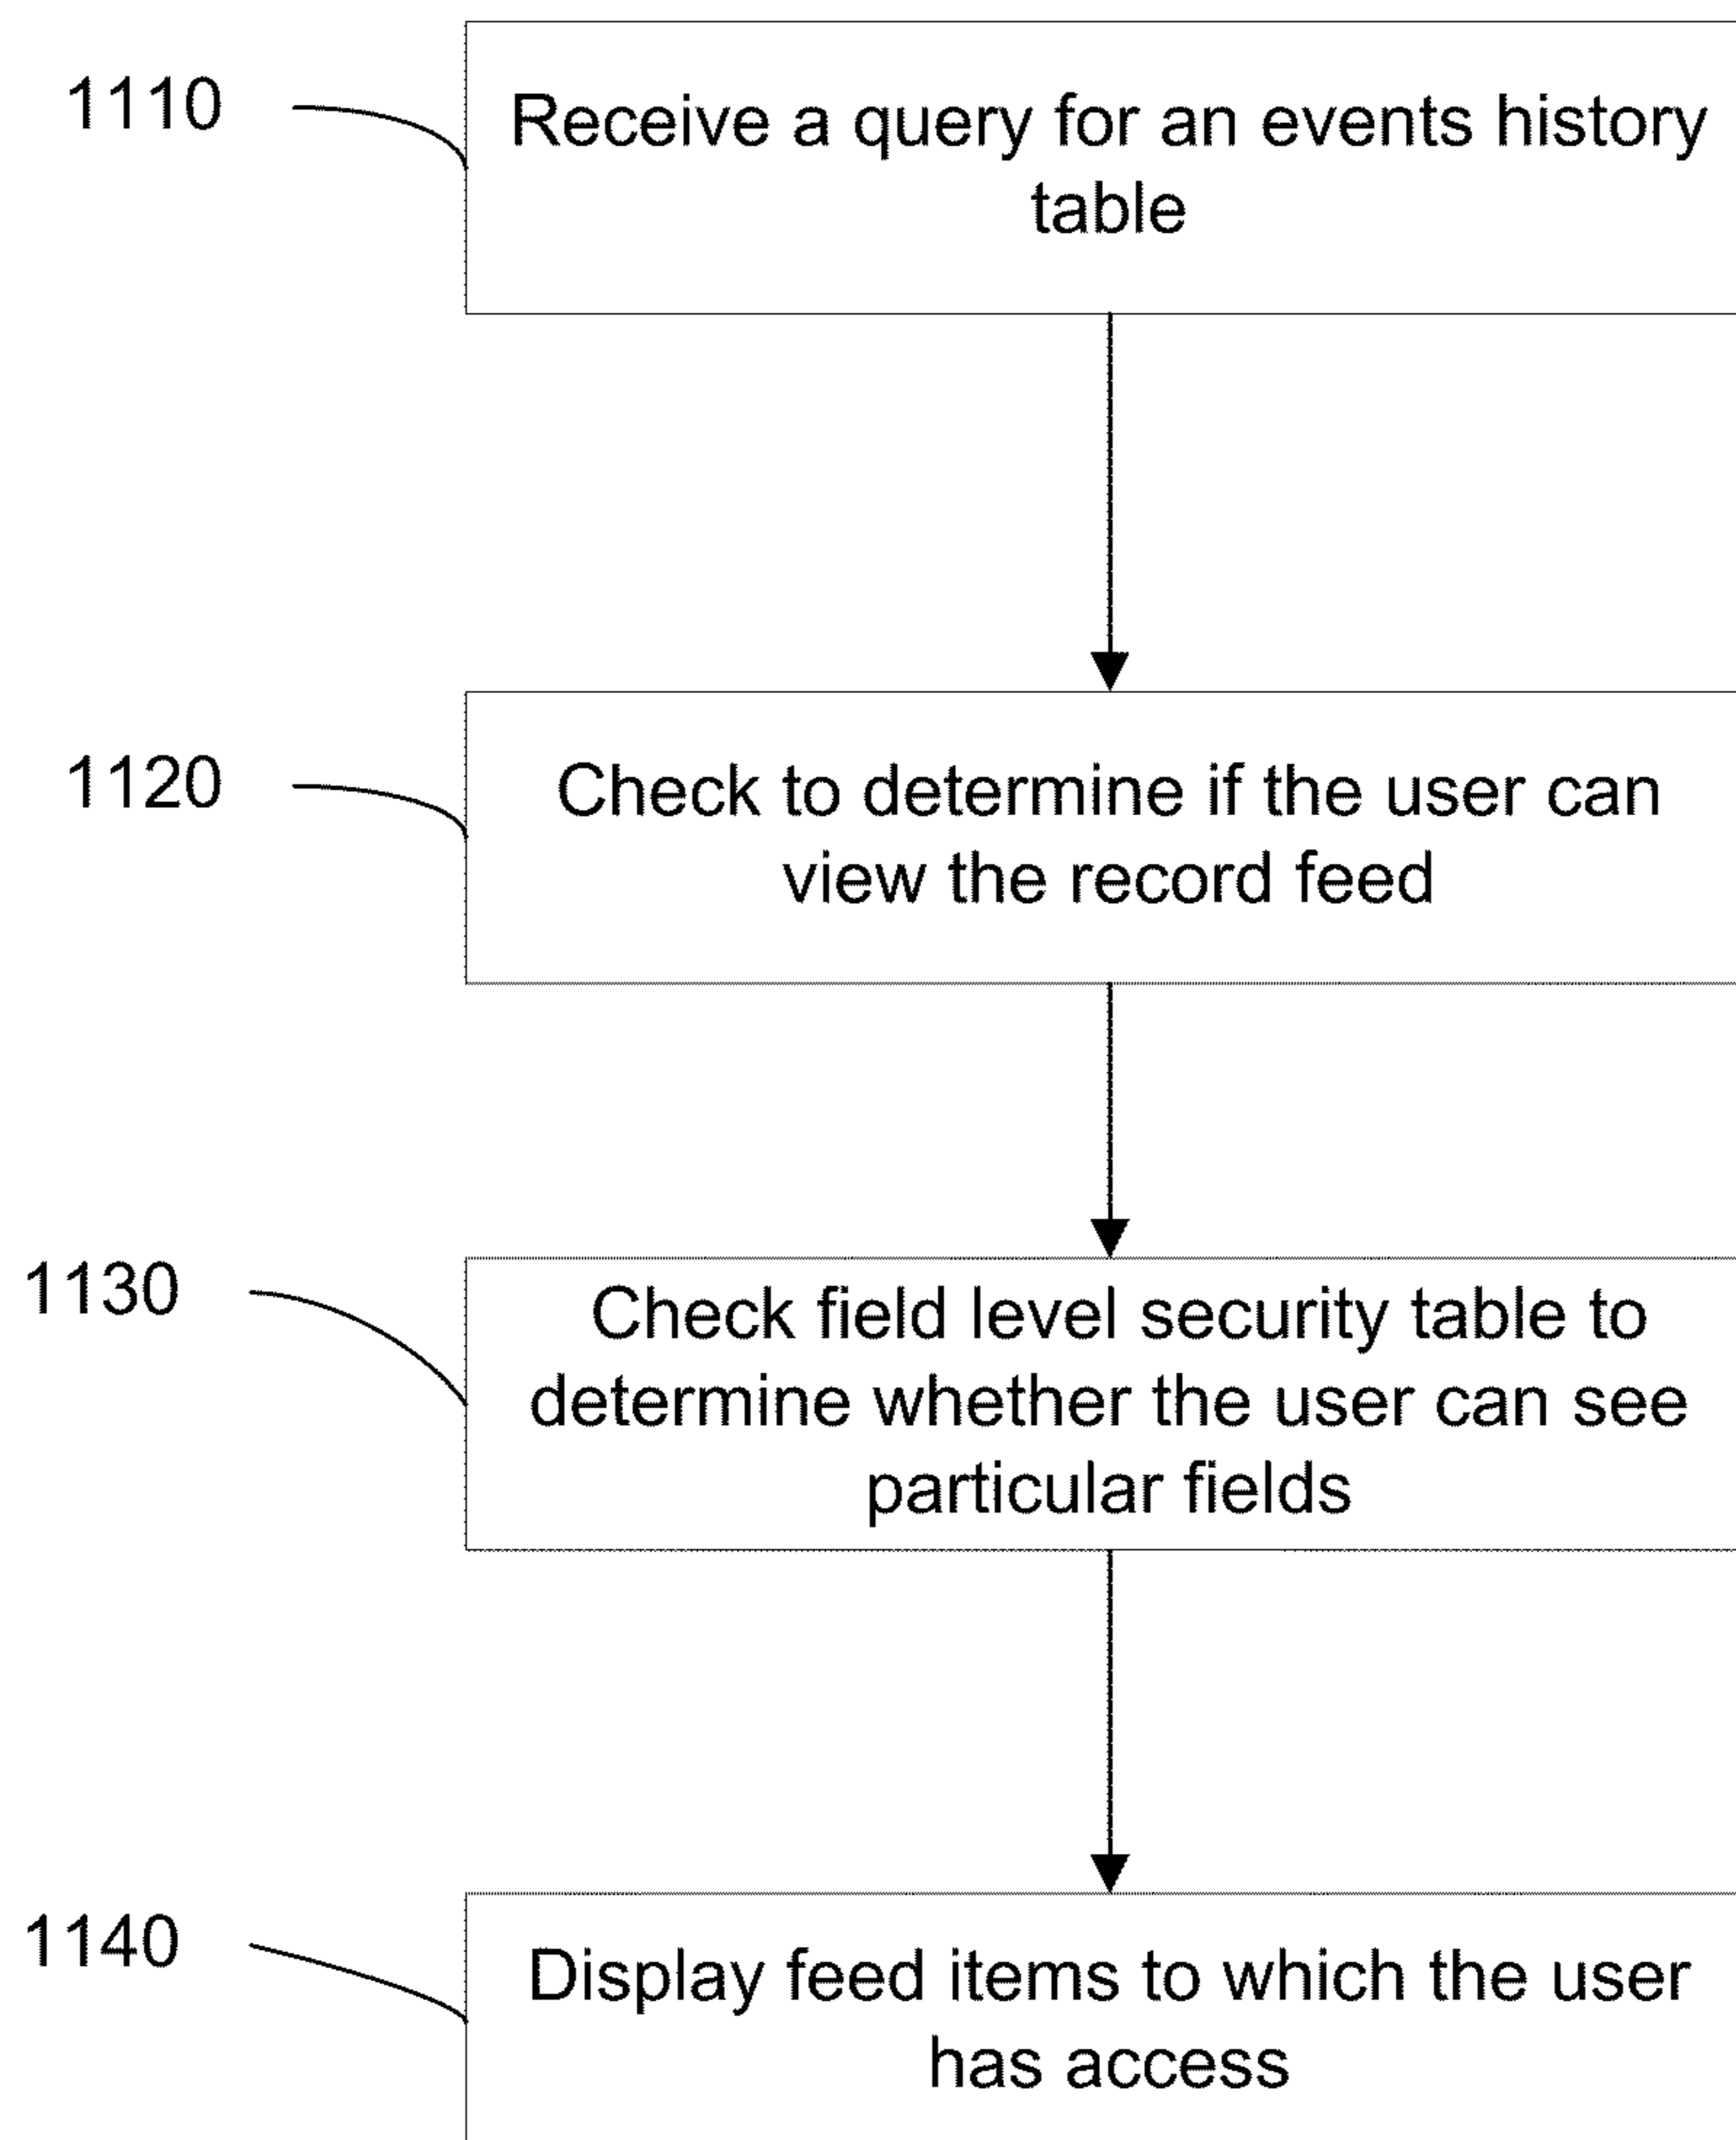 1110
Receive a query for an events history
table
1120
Check to determine if the user can
view the record feed
1130
Check field level security table to
determine whether the user can see
particular fields
1140
Display feed items to which the user
has access